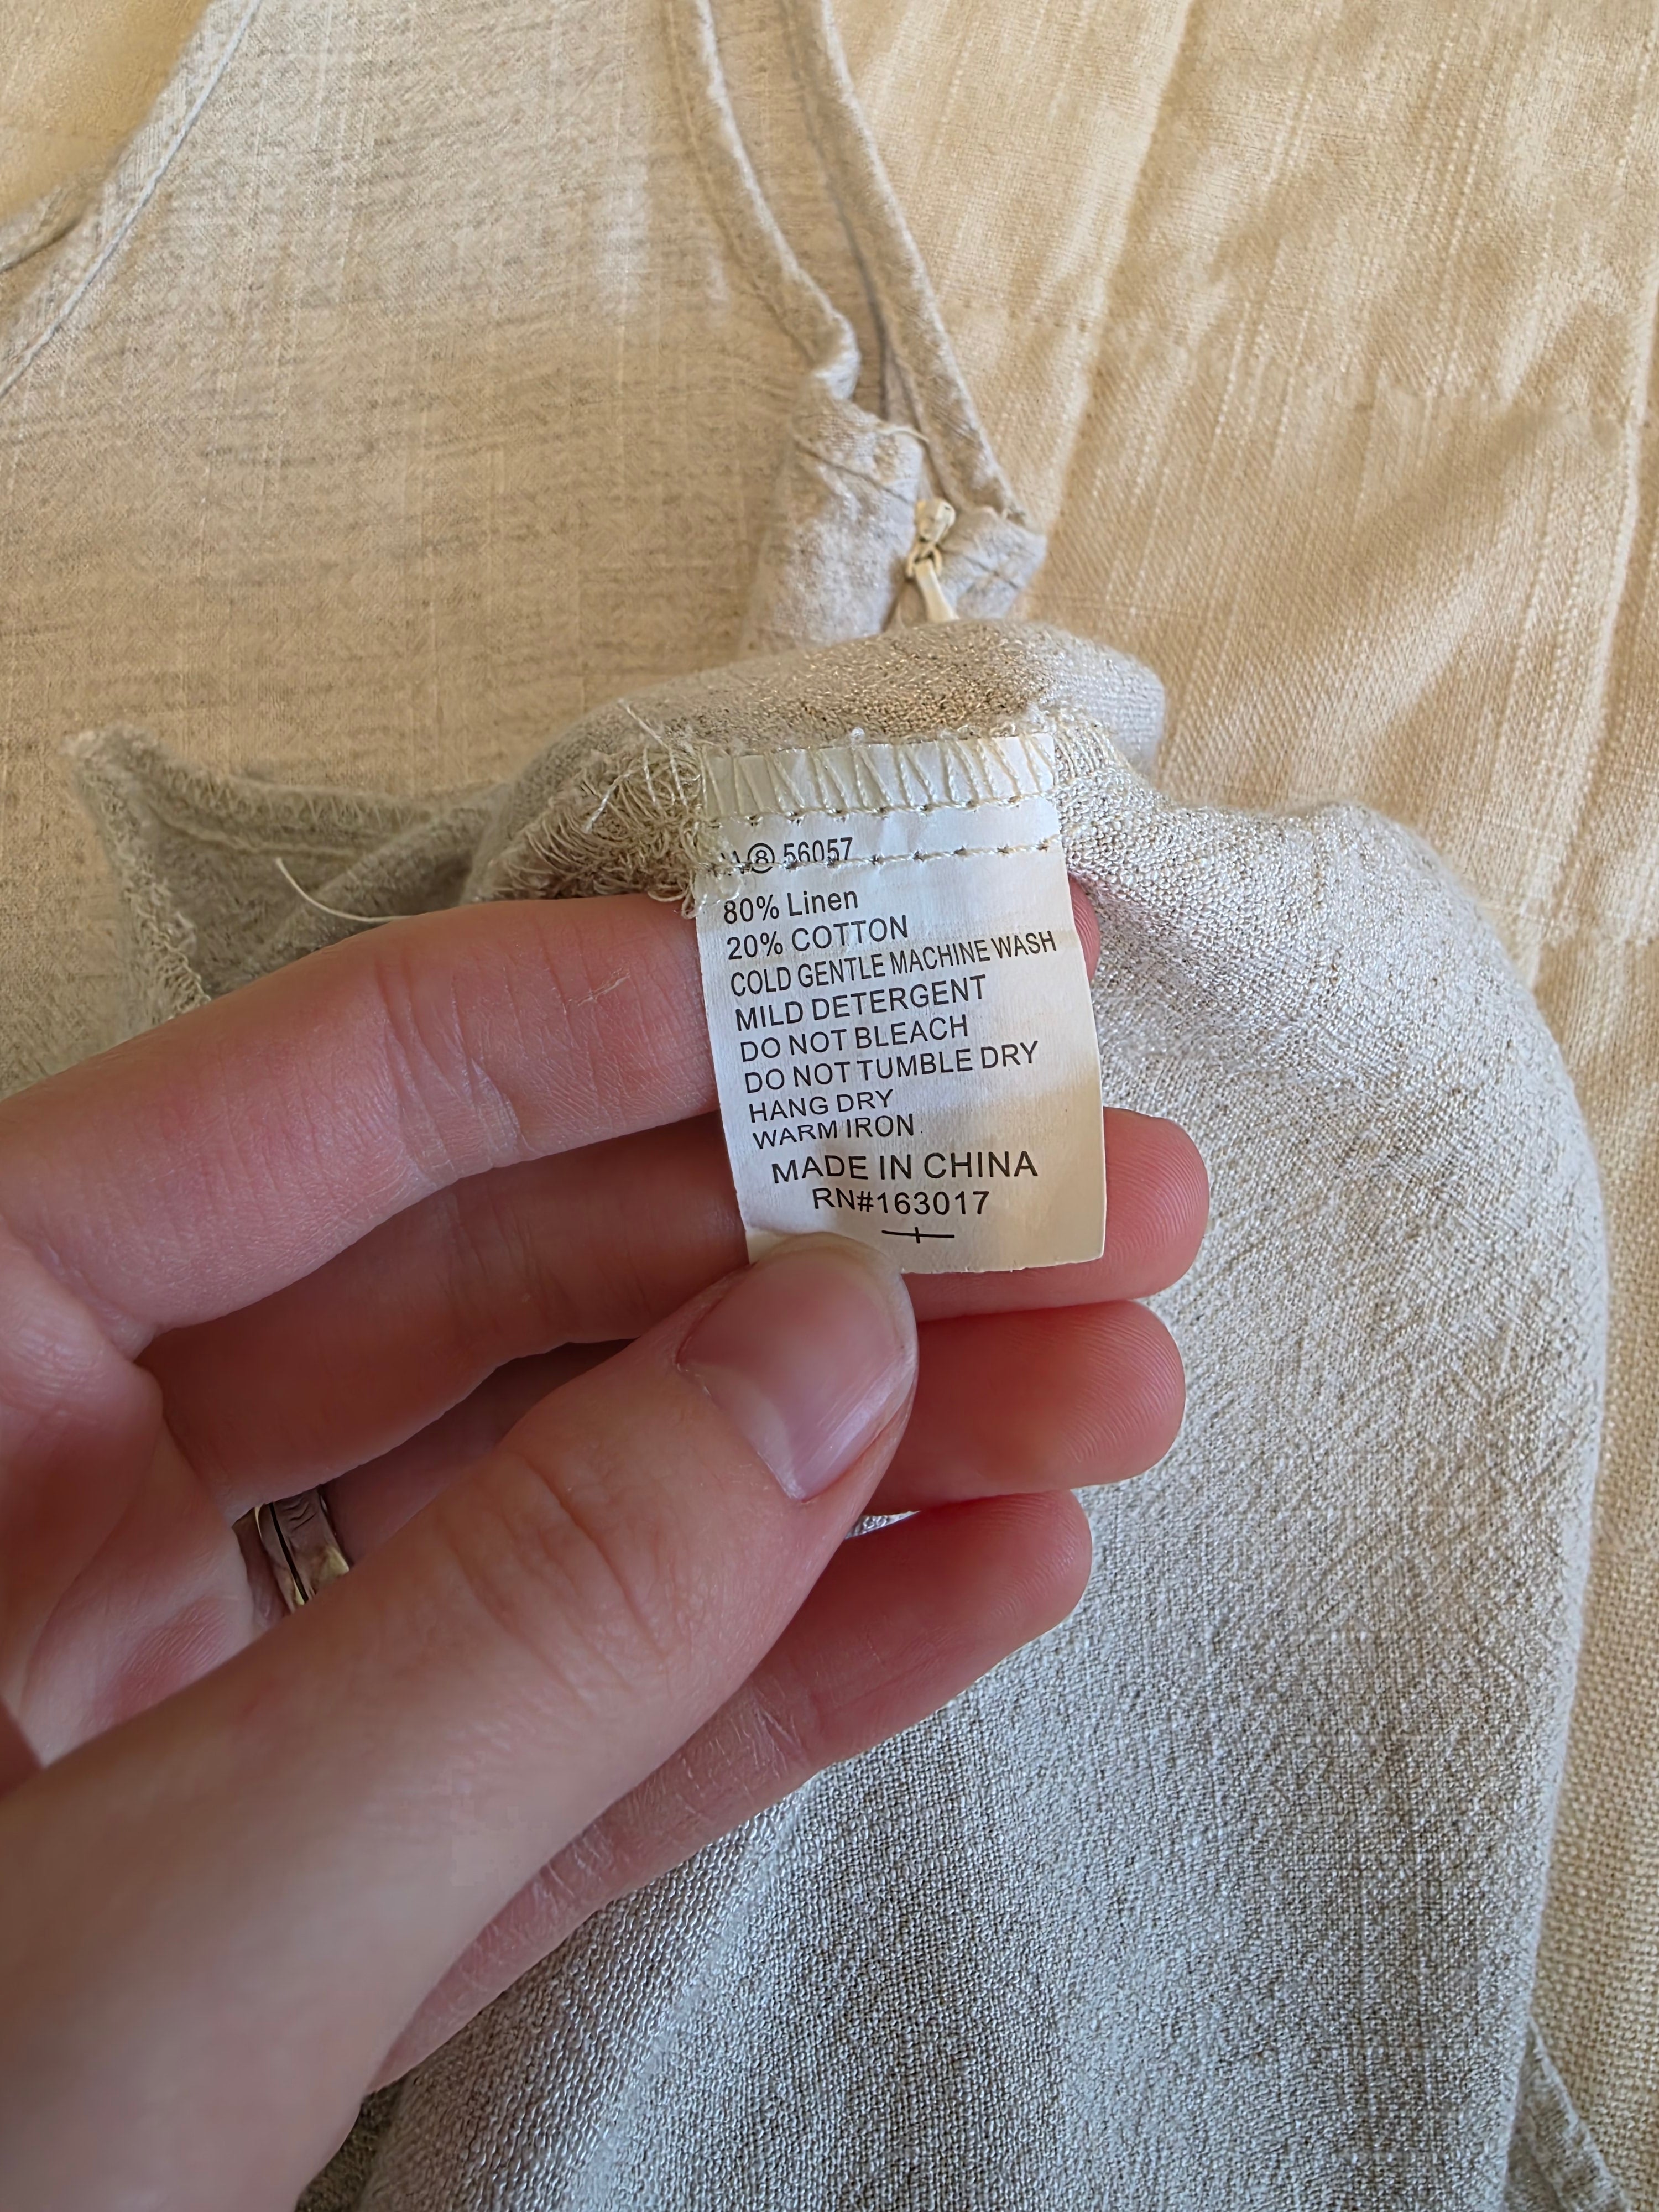 ⑧ 56057
80% Linen
20% COTTON
COLD GENTLE MACHINE WASH
MILD DETERGENT
DO NOT BLEACH
DO NOT TUMBLE DRY
HANG DRY
WARM IRON
MADE IN CHINA
RN#163017